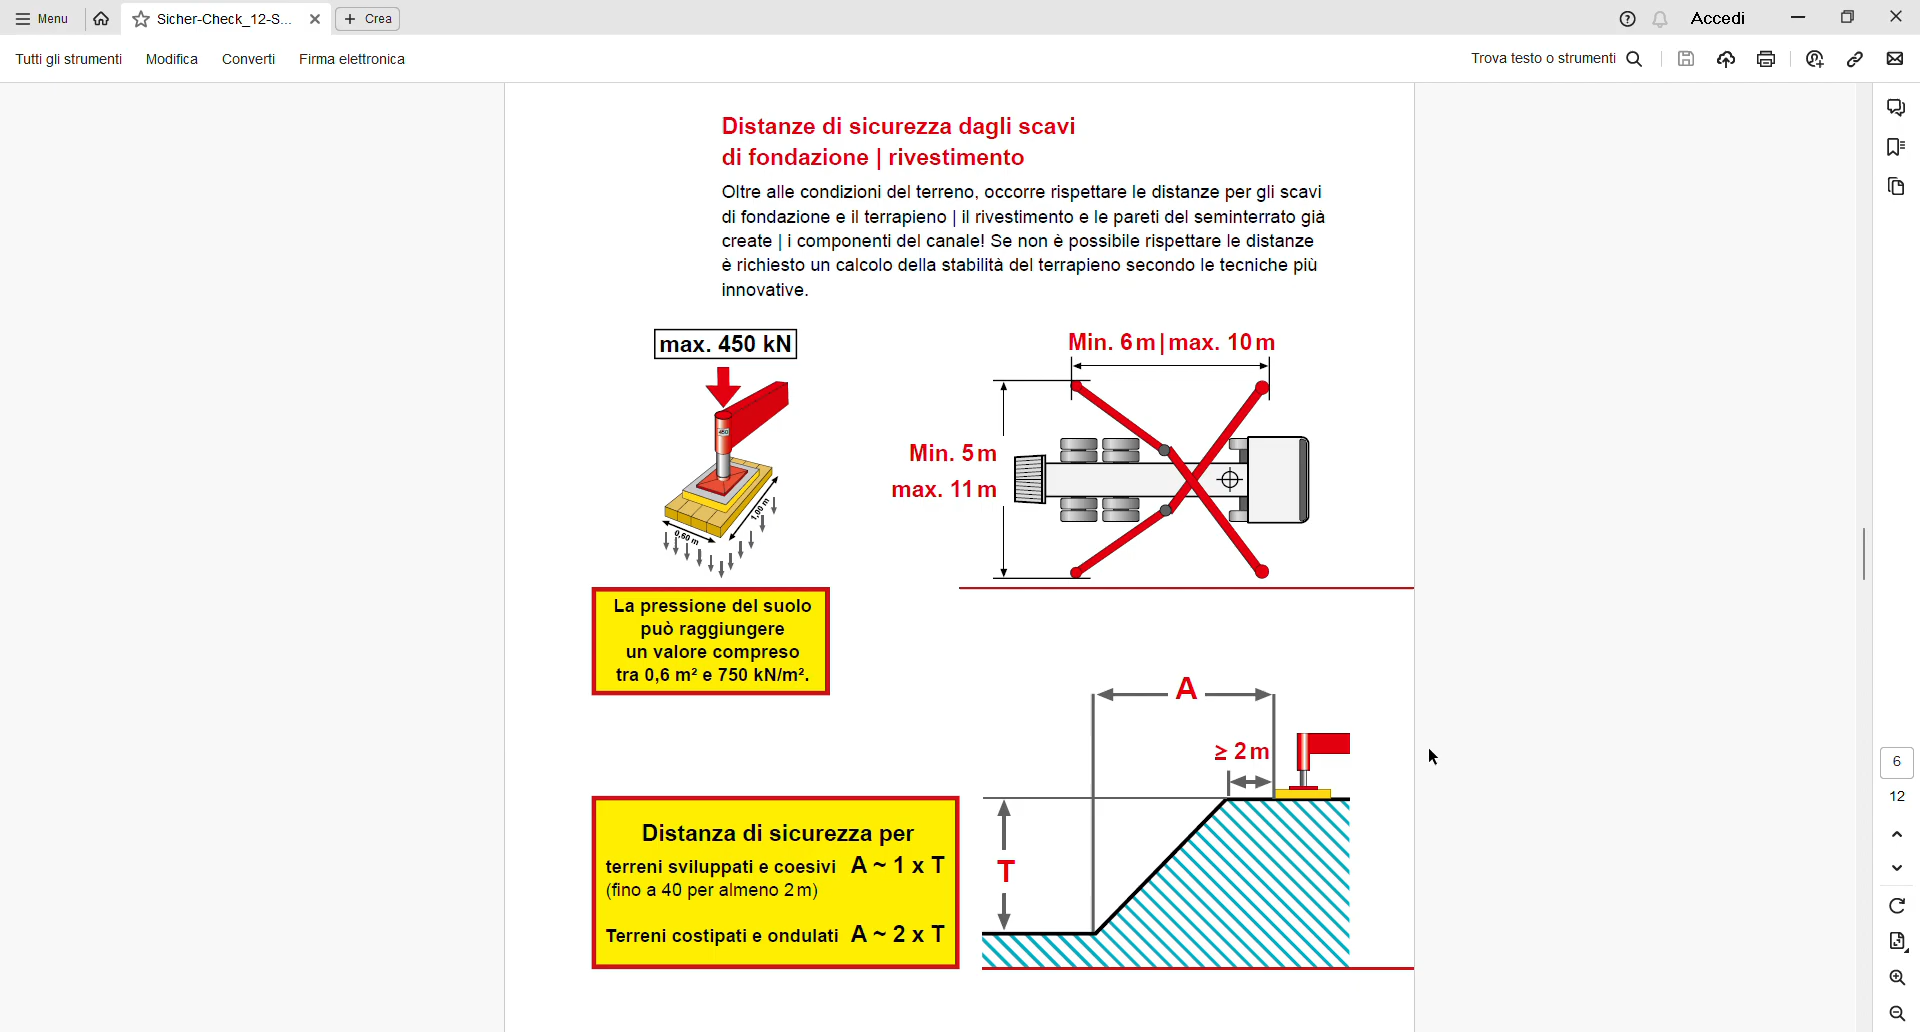 Menu
Sicher-Check_12-S...
Crea
Accedi
Tutti gli strumenti
Modifica
Converti
Firma elettronica
Trova testo o strumenti
Distanze di sicurezza dagli scavi
di fondazione | rivestimento
Oltre alle condizioni del terreno, occorre rispettare le distanze per gli scavi
di fondazione e il terrapieno | il rivestimento e le pareti del seminterrato già
create | i componenti del canale! Se non è possibile rispettare le distanze
è richiesto un calcolo della stabilità del terrapieno secondo le tecniche più
innovative.
max. 450 kN
450
1,00 m
0,60 m
Min. 6 m | max. 10 m
Min. 5 m
max. 11 m
La pressione del suolo
può raggiungere
un valore compreso
tra 0,6 m² e 750 kN/m².
A
≥ 2 m
T
Distanza di sicurezza per
terreni sviluppati e coesivi A ~ 1 x T
(fino a 40 per almeno 2 m)
Terreni costipati e ondulati A ~ 2 x T
6
12